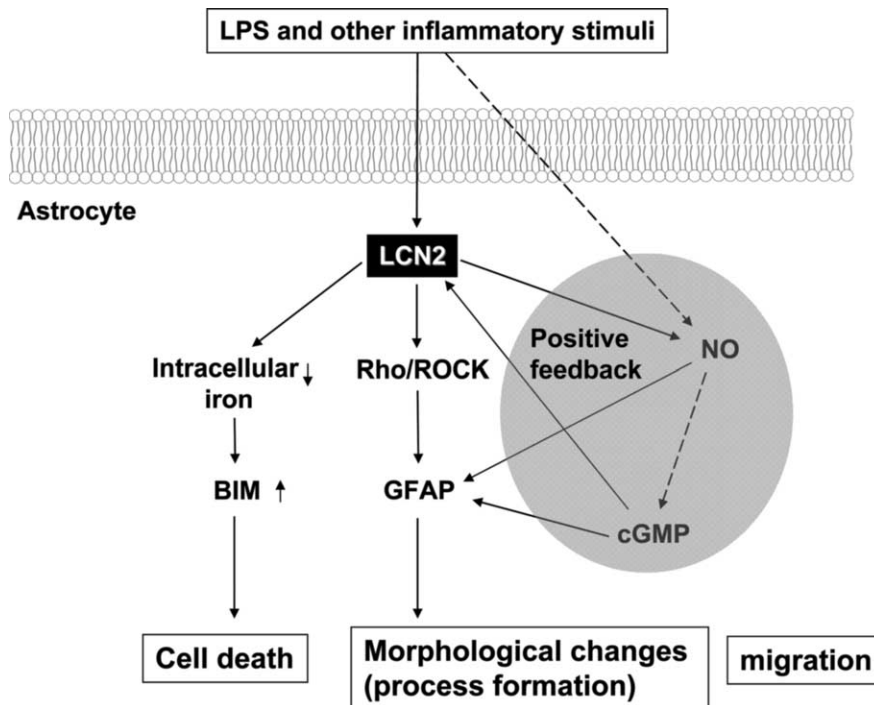 LPS and other inflammatory stimuli
Astrocyte
LCN2
Positive
feedback
NO
Intracellular ↓
iron
Rho/ROCK
BIM ↑
GFAP
cGMP
Cell death
Morphological changes
(process formation)
migration